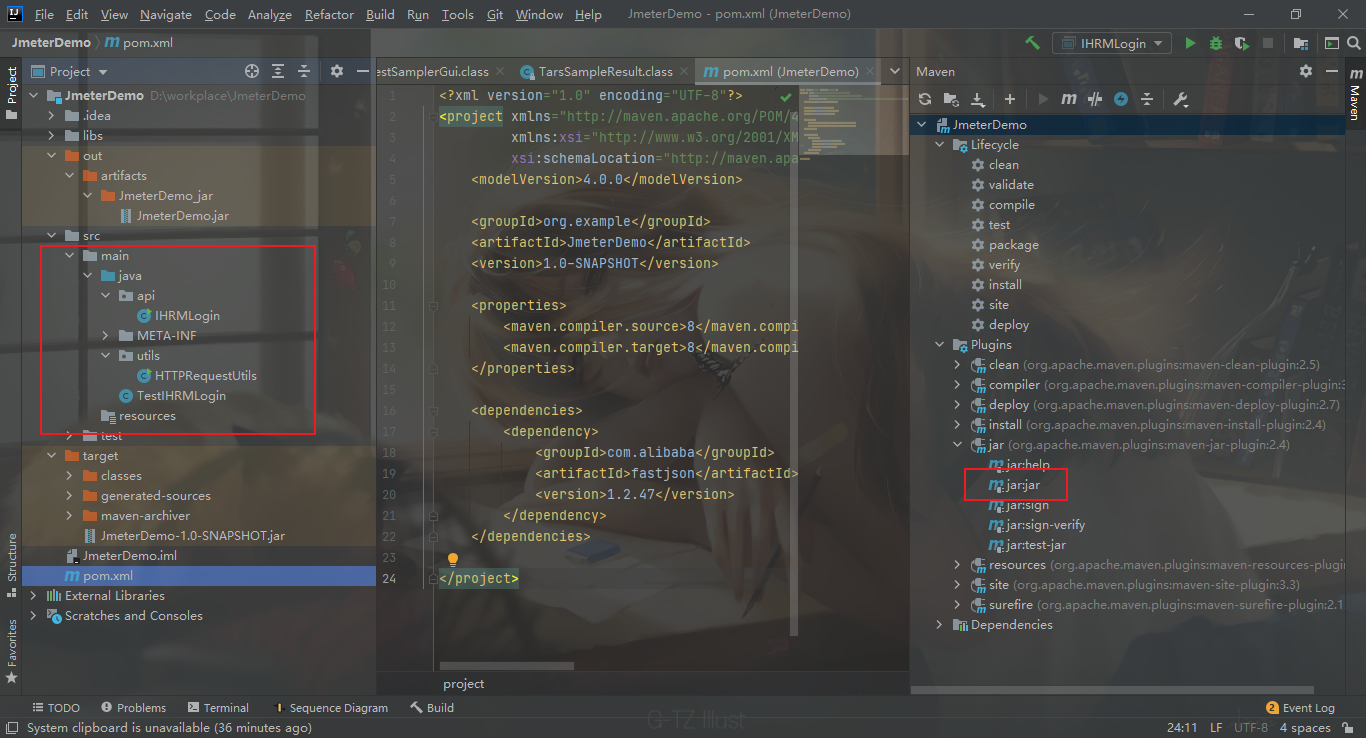 File Edit View Navigate Code Analyze Refactor Build Run Tools Git Window Help JmeterDemo - pom.xml (JmeterDemo)
JmeterDemo pom.xml
IHRMLogin
Project
estSamplerGui.class
TarsSampleResult.class
pom.xml (JmeterDemo)
Maven
Project
Structure
Favorites
JmeterDemo D:\workplace\JmeterDemo
.idea
libs
out
artifacts
JmeterDemo_jar
JmeterDemo.jar
src
main
java
api
IHRMLogin
META-INF
utils
HTTPRequestUtils
TestIHRMLogin
resources
test
target
classes
generated-sources
maven-archiver
JmeterDemo-1.0-SNAPSHOT.jar
JmeterDemo.iml
pom.xml
External Libraries
Scratches and Consoles
1 <?xml version="1.0" encoding="UTF-8"?>
2 <project xmlns="http://maven.apache.org/POM/4
3 xmlns:xsi="http://www.w3.org/2001/XM
4 xsi:schemaLocation="http://maven.apa
5 <modelVersion>4.0.0</modelVersion>
6
7 <groupId>org.example</groupId>
8 <artifactId>JmeterDemo</artifactId>
9 <version>1.0-SNAPSHOT</version>
10
11 <properties>
12 <maven.compiler.source>8</maven.compi
13 <maven.compiler.target>8</maven.compi
14 </properties>
15
16 <dependencies>
17 <dependency>
18 <groupId>com.alibaba</groupId>
19 <artifactId>fastjson</artifactId>
20 <version>1.2.47</version>
21 </dependency>
22 </dependencies>
23
24 </project>
project
JmeterDemo
Lifecycle
clean
validate
compile
test
package
verify
install
site
deploy
Plugins
clean (org.apache.maven.plugins:maven-clean-plugin:2.5)
compiler (org.apache.maven.plugins:maven-compiler-plugin:3
deploy (org.apache.maven.plugins:maven-deploy-plugin:2.7)
install (org.apache.maven.plugins:maven-install-plugin:2.4)
jar (org.apache.maven.plugins:maven-jar-plugin:2.4)
jar:help
jar:jar
jar:sign
jar:sign-verify
jar:test-jar
resources (org.apache.maven.plugins:maven-resources-plugin
site (org.apache.maven.plugins:maven-site-plugin:3.3)
surefire (org.apache.maven.plugins:maven-surefire-plugin:2.1
Dependencies
Maven
TODO Problems Terminal Sequence Diagram Build 2 Event Log
G-TZ Illust
System clipboard is unavailable (36 minutes ago) 24:11 LF UTF-8 4 spaces